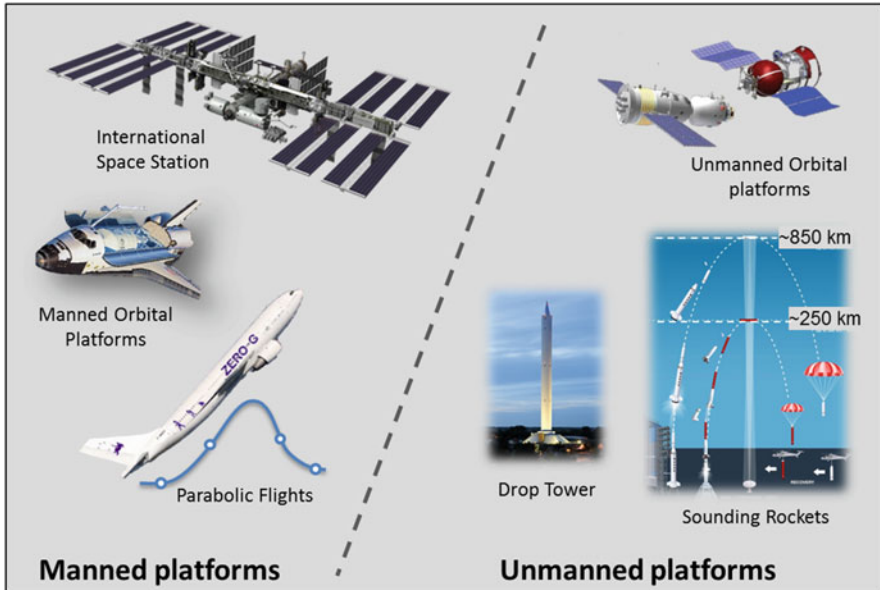 International
Space Station
Manned Orbital
Platforms
ZERO-G
Parabolic Flights
Manned platforms
Unmanned Orbital
platforms
~850 km
~250 km
RECOVERY
Drop Tower
Sounding Rockets
Unmanned platforms